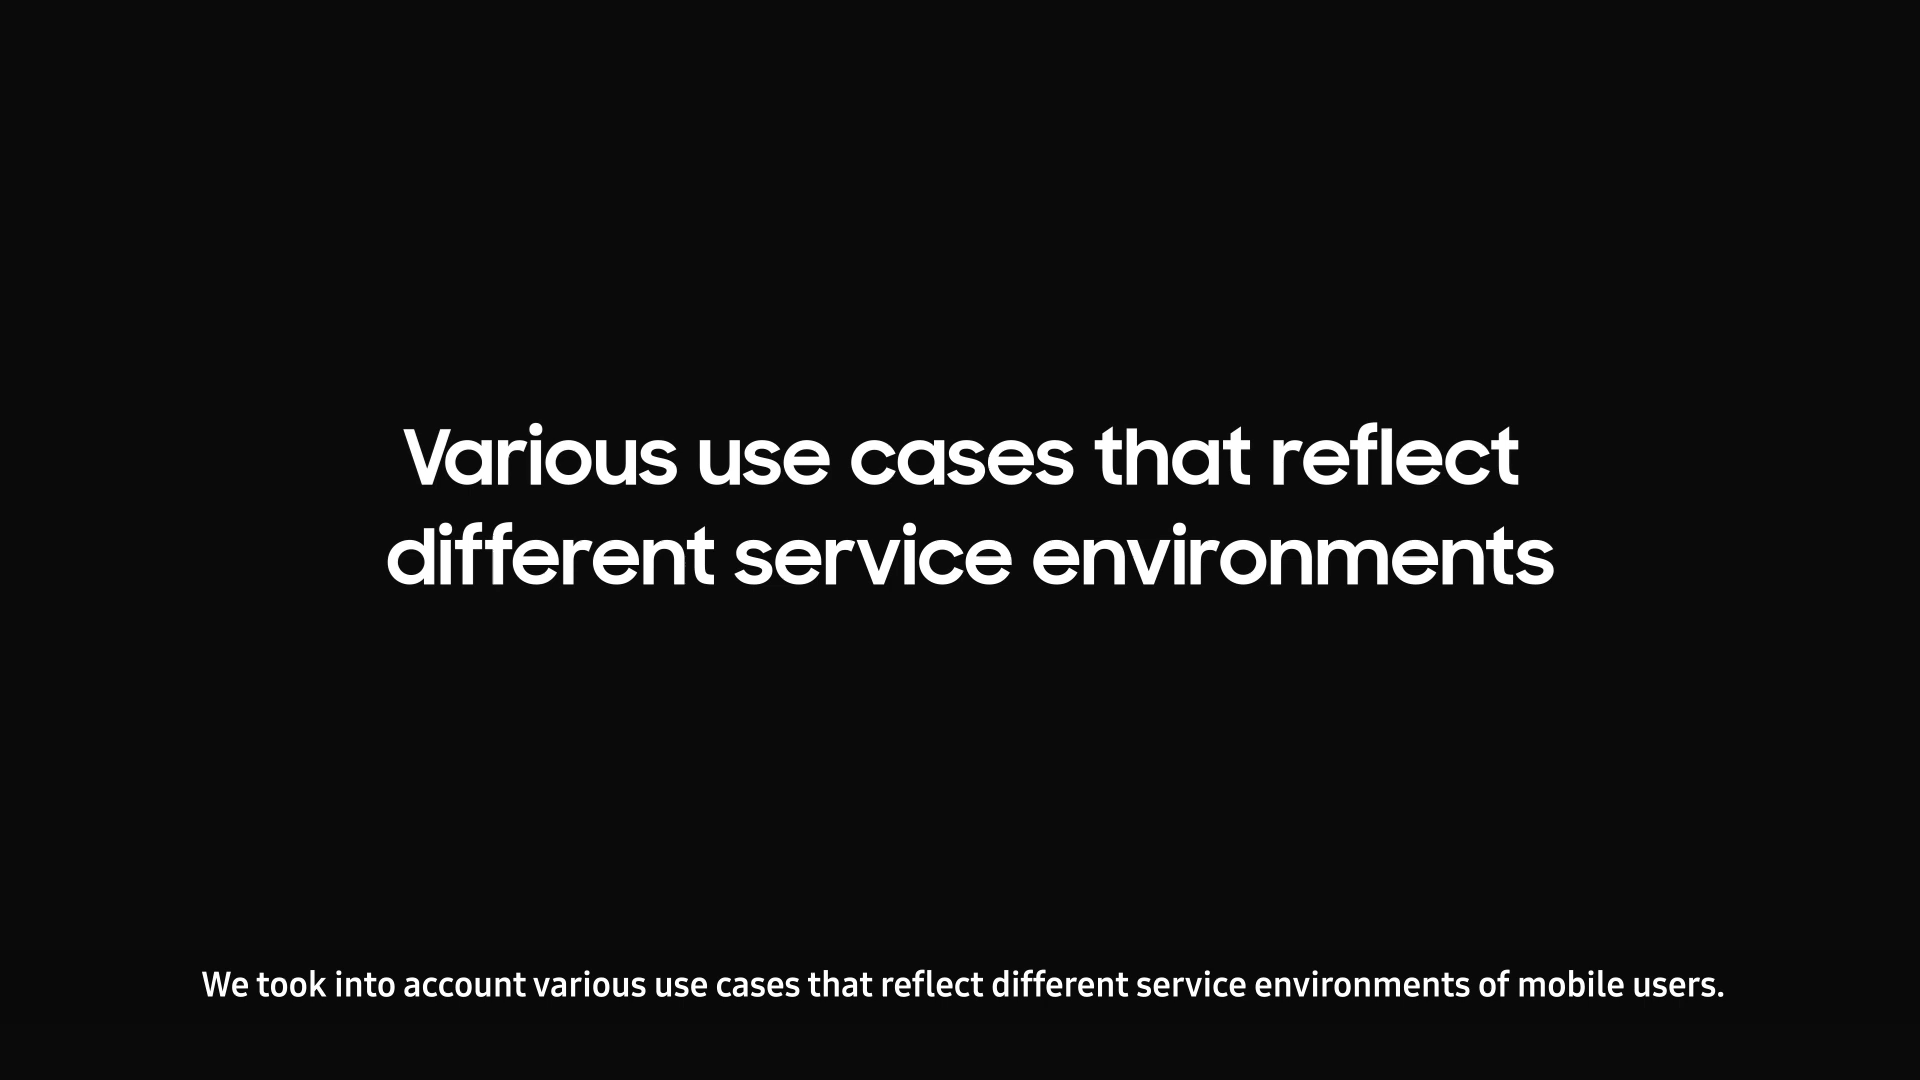 Various use cases that reflect
different service environments
We took into account various use cases that reflect different service environments of mobile users.